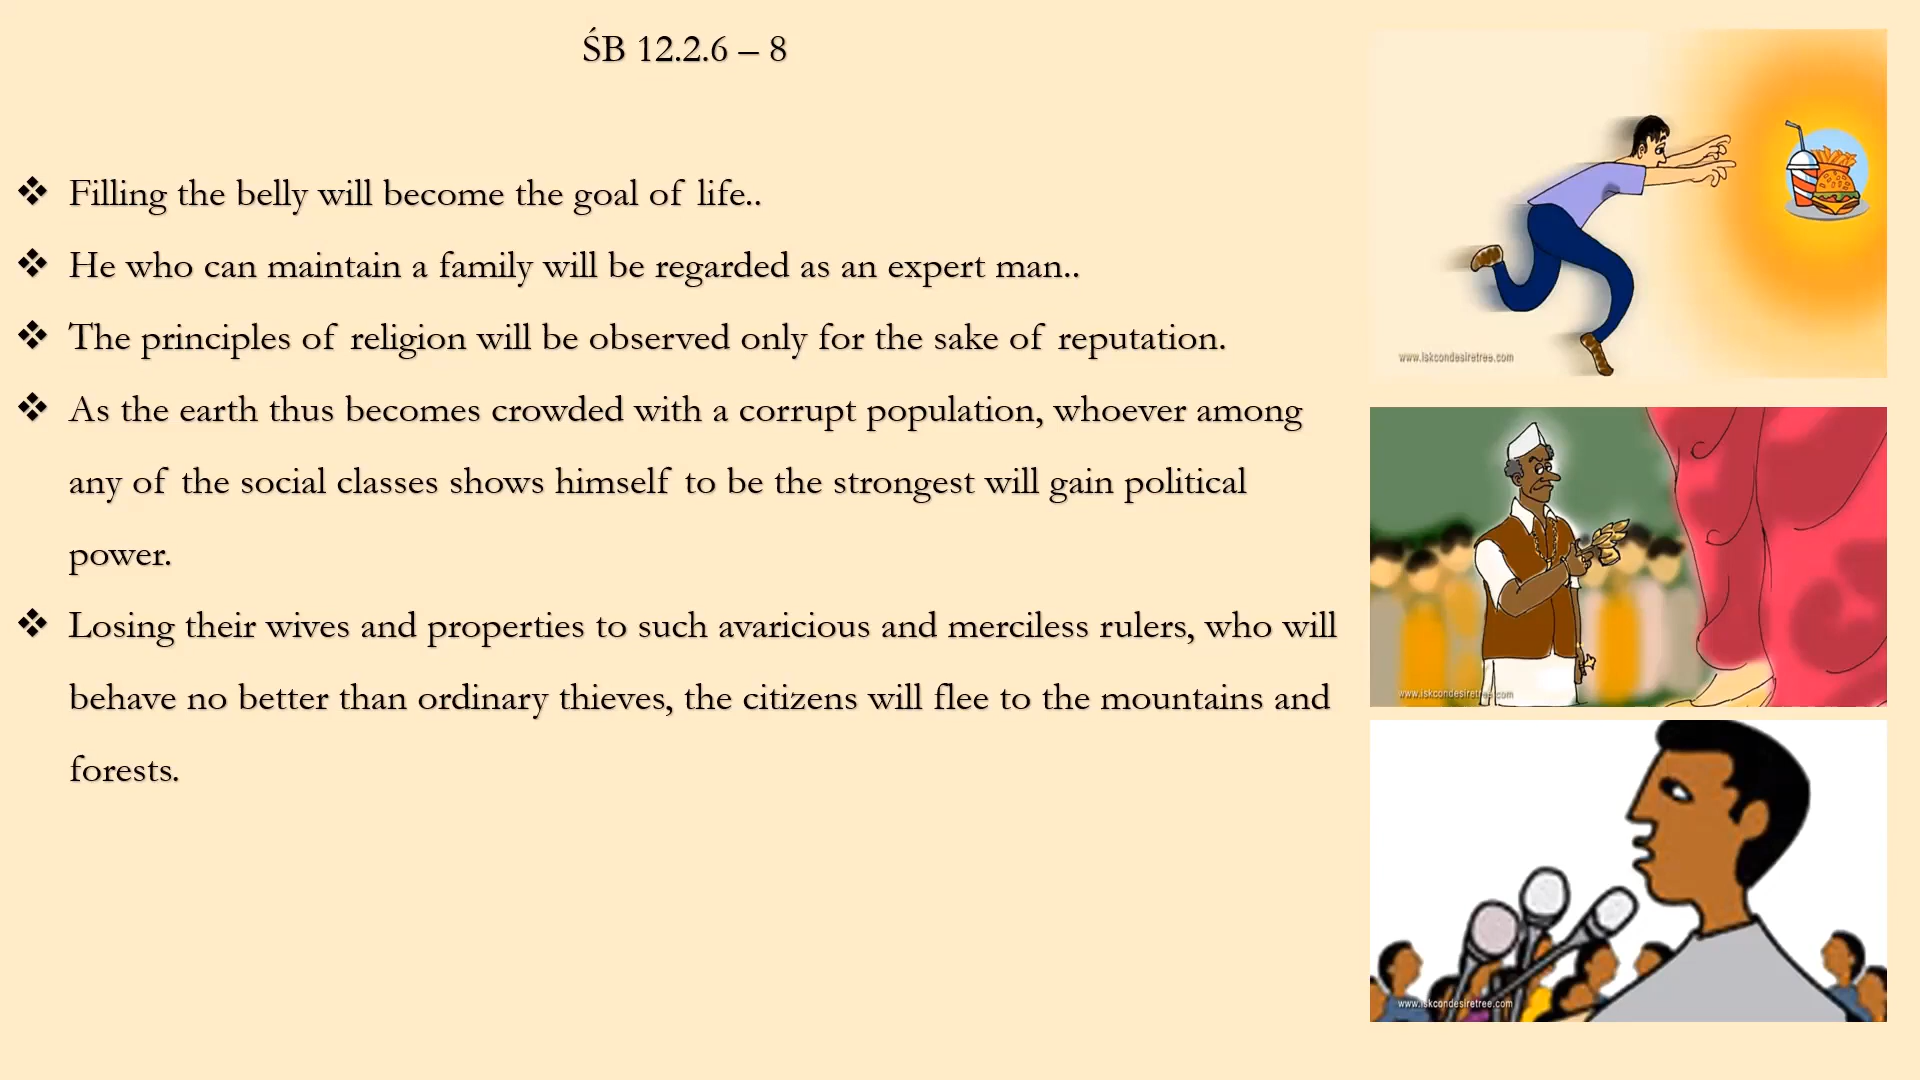 ŚB 12.2.6 – 8
❖ Filling the belly will become the goal of life..
❖ He who can maintain a family will be regarded as an expert man..
❖ The principles of religion will be observed only for the sake of reputation.
❖ As the earth thus becomes crowded with a corrupt population, whoever among
any of the social classes shows himself to be the strongest will gain political
power.
❖ Losing their wives and properties to such avaricious and merciless rulers, who will
behave no better than ordinary thieves, the citizens will flee to the mountains and
forests.
www.iskcondesiretree.com
www.iskcondesiretree.com
www.iskcondesiretree.com